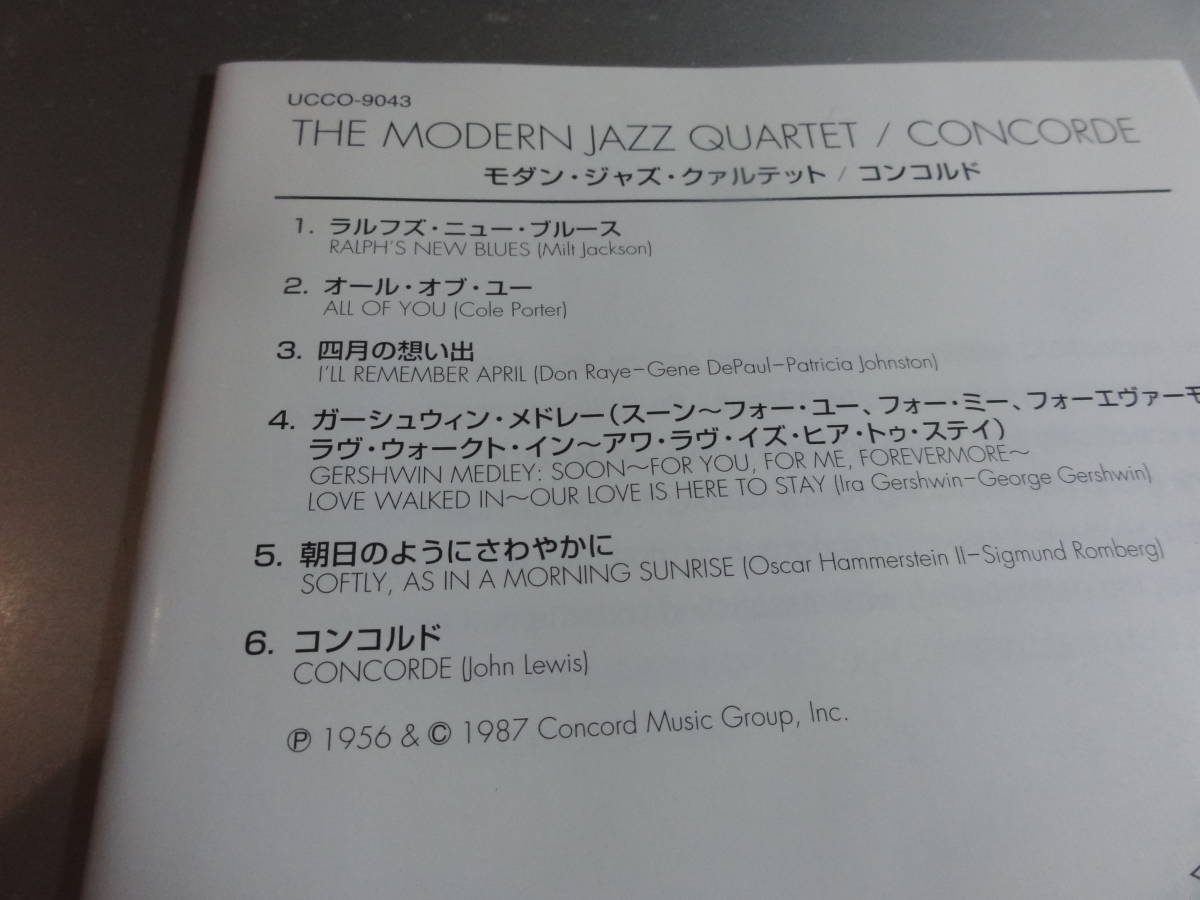 UCCO-9043
THE MODERN JAZZ QUARTET / CONCORDE
モダン・ジャズ・クァルテット / コンコルド
1. ラルフズ・ニュー・ブルース
RALPH'S NEW BLUES (Milt Jackson)
2. オール・オブ・ユー
ALL OF YOU (Cole Porter)
3. 四月の想い出
I'LL REMEMBER APRIL (Don Raye–Gene DePaul–Patricia Johnston)
4. ガーシュウィン・メドレー(スーン〜フォー・ユー、フォー・ミー、フォーエヴァーモ
ラヴ・ウォークト・イン〜アワ・ラヴ・イズ・ヒア・トゥ・ステイ)
GERSHWIN MEDLEY: SOON〜FOR YOU, FOR ME, FOREVERMORE〜
LOVE WALKED IN〜OUR LOVE IS HERE TO STAY (Ira Gershwin–George Gershwin)
5. 朝日のようにさわやかに
SOFTLY, AS IN A MORNING SUNRISE (Oscar Hammerstein II–Sigmund Romberg)
6. コンコルド
CONCORDE (John Lewis)
℗ 1956 & © 1987 Concord Music Group, Inc.